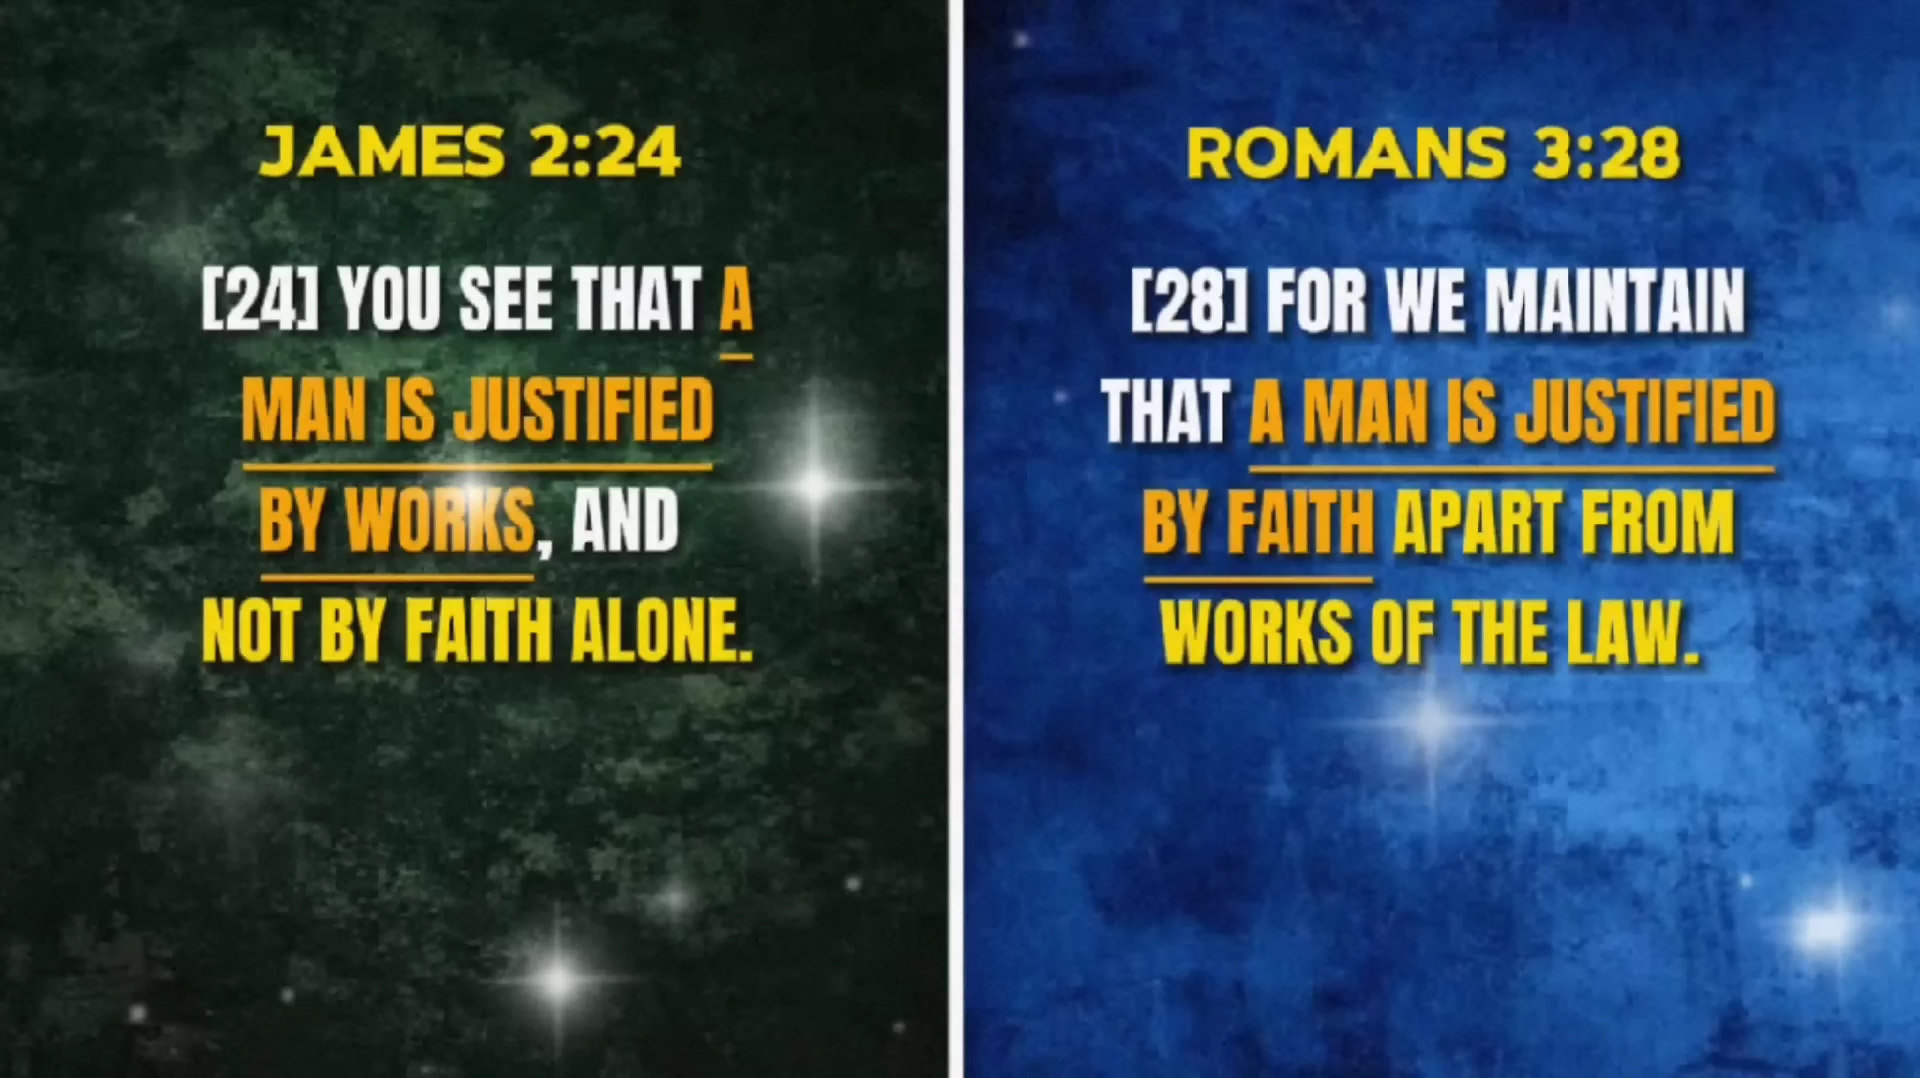 JAMES 2:24
[24] YOU SEE THAT A
MAN IS JUSTIFIED
BY WORKS, AND
NOT BY FAITH ALONE.
ROMANS 3:28
[28] FOR WE MAINTAIN
THAT A MAN IS JUSTIFIED
BY FAITH APART FROM
WORKS OF THE LAW.